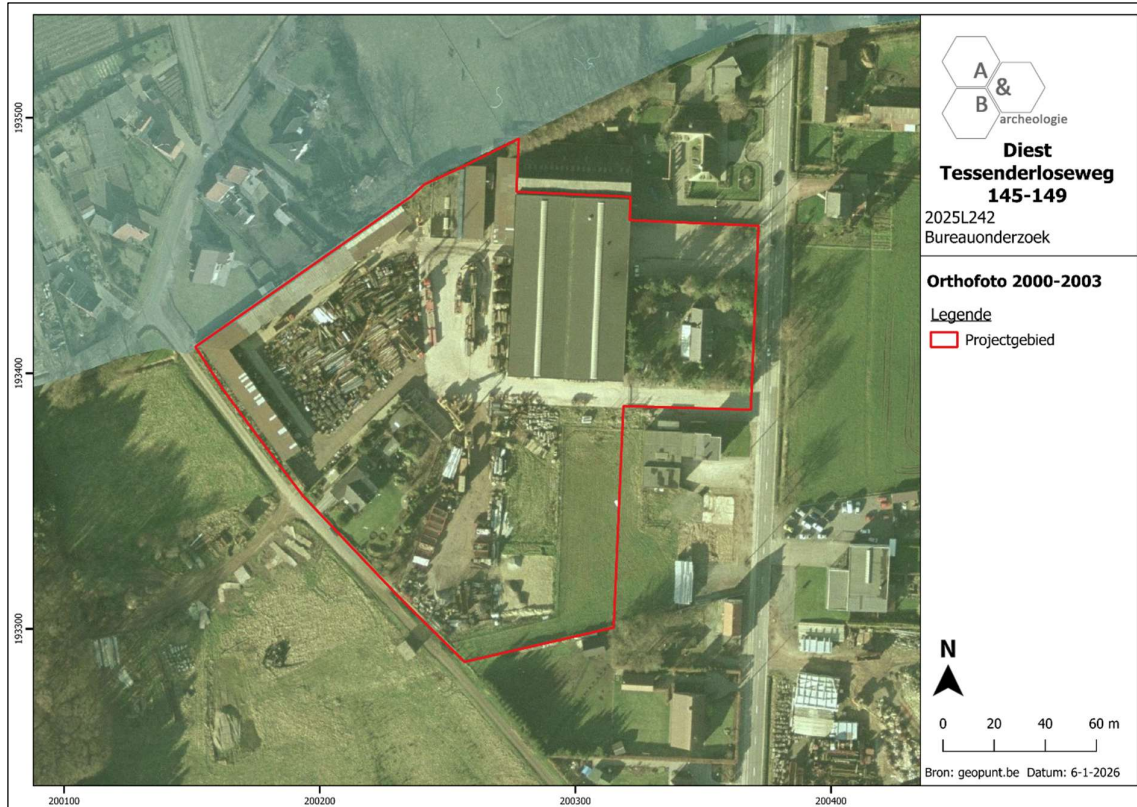 A
&
B
archeologie
Diest
Tessenderloseweg
145-149
2025L242
Bureauonderzoek
Orthofoto 2000-2003
Legende
Projectgebied
N
0 20 40 60 m
Bron: geopunt.be Datum: 6-1-2026
193500
193400
193300
200100 200200 200300 200400